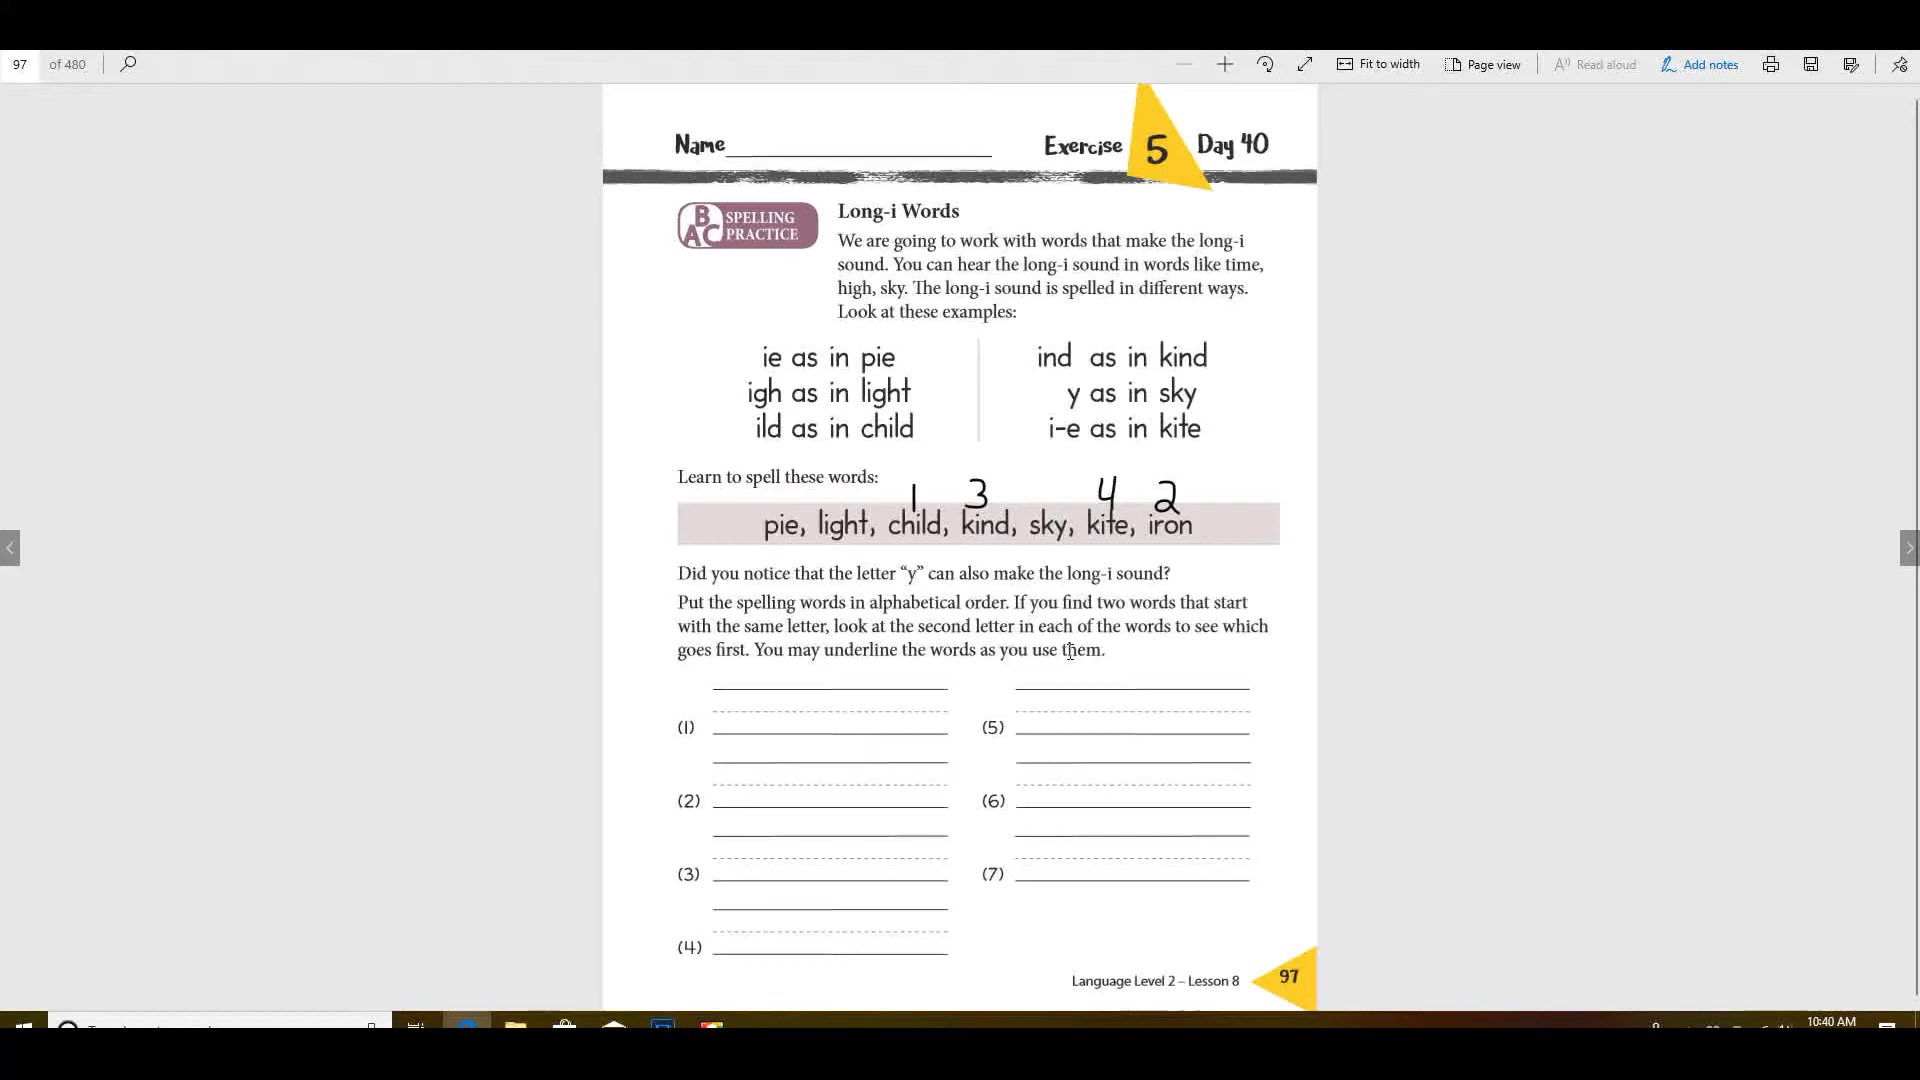 97 of 480 Fit to width Page view Read aloud Add notes
Name Exercise 5 Day 40
B
AC
SPELLING
PRACTICE
Long-i Words
We are going to work with words that make the long-i
sound. You can hear the long-i sound in words like time,
high, sky. The long-i sound is spelled in different ways.
Look at these examples:
ie as in pie
igh as in light
ild as in child
ind as in kind
y as in sky
i-e as in kite
Learn to spell these words:
1 3 4 2
pie, light, child, kind, sky, kite, iron
Did you notice that the letter “y” can also make the long-i sound?
Put the spelling words in alphabetical order. If you find two words that start
with the same letter, look at the second letter in each of the words to see which
goes first. You may underline the words as you use them.
(1)
(2)
(3)
(4)
(5)
(6)
(7)
Language Level 2 – Lesson 8 97
10:40 AM